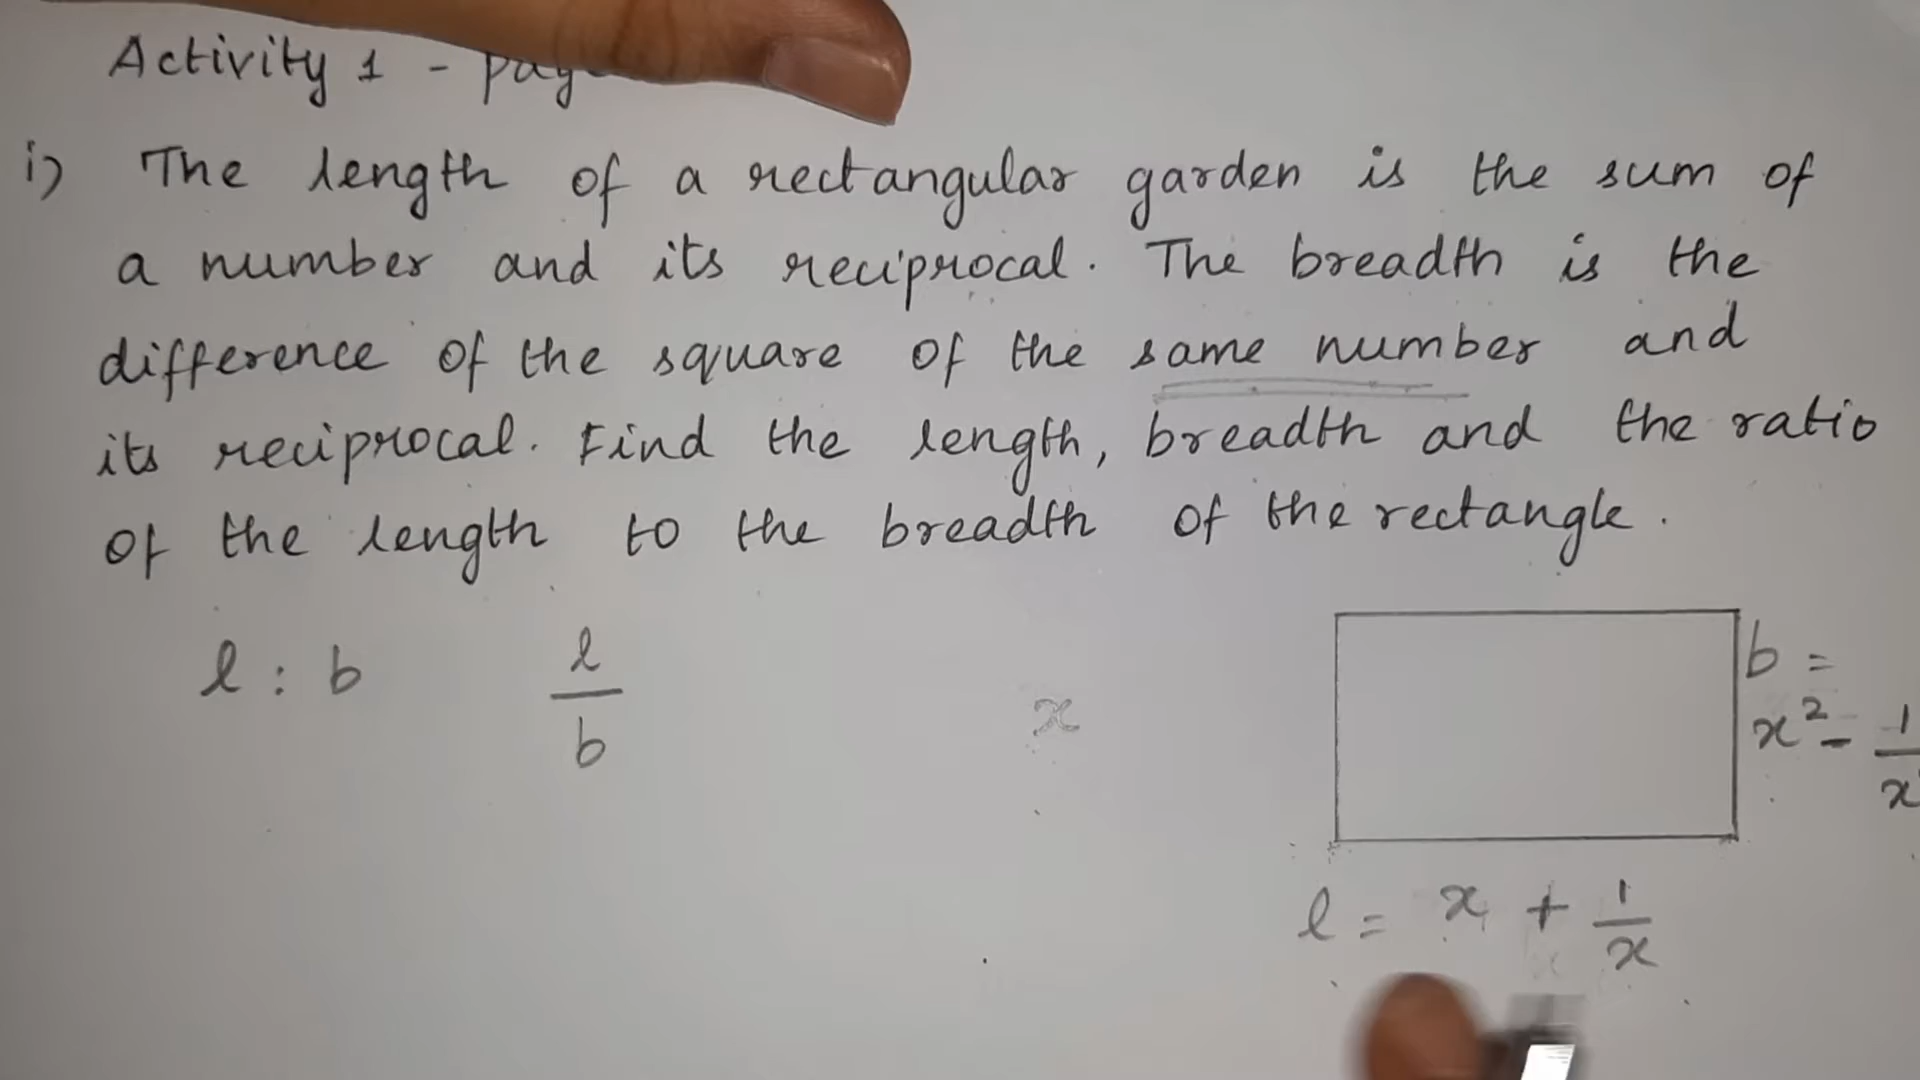 Activity 1 -
i) The length of a rectangular garden is the sum of
a number and its reciprocal. The breadth is the
difference of the square of the same number and
its reciprocal. Find the length, breadth and the ratio
of the length to the breadth of the rectangle.
l : b
l
b
x
b =
x² - 1
x
l = x + 1
x